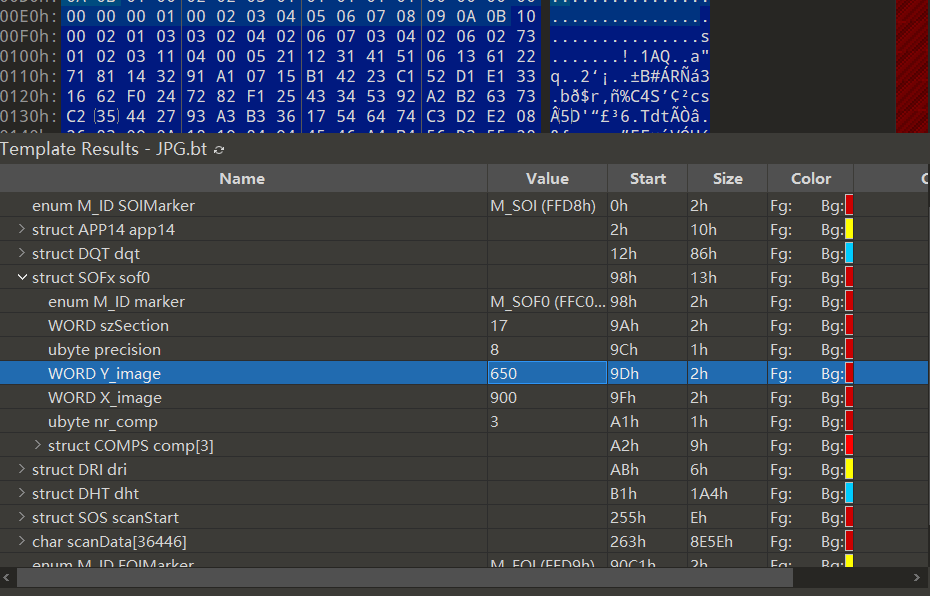 00E0h: 00 00 00 01 00 02 02 03 04 05 06 07 08 09 0A 0B 10 ................
00F0h: 00 02 01 03 03 02 04 02 06 07 03 04 02 06 02 73 ...............s
0100h: 01 02 03 11 04 00 05 21 12 31 41 51 06 13 61 22 .......!.1AQ..a"
0110h: 71 81 14 32 91 A1 07 15 B1 42 23 C1 52 D1 E1 33 q..2‘¡..±B#ÁRÑá3
0120h: 16 62 F0 24 72 82 F1 25 43 34 53 92 A2 B2 63 73 .bð$r‚ñ%C4S’¢²cs
0130h: C2 35 44 27 93 A3 B3 36 17 54 64 74 C3 D2 E2 08 Â5D'“£³6.TdtÃÒâ.
Template Results - JPG.bt
Name Value Start Size Color
enum M_ID SOIMarker M_SOI (FFD8h) 0h 2h Fg: Bg:
struct APP14 app14 2h 10h Fg: Bg:
struct DQT dqt 12h 86h Fg: Bg:
struct SOFx sof0 98h 13h Fg: Bg:
enum M_ID marker M_SOF0 (FFC0... 98h 2h Fg: Bg:
WORD szSection 17 9Ah 2h Fg: Bg:
ubyte precision 8 9Ch 1h Fg: Bg:
WORD Y_image 650 9Dh 2h Fg: Bg:
WORD X_image 900 9Fh 2h Fg: Bg:
ubyte nr_comp 3 A1h 1h Fg: Bg:
struct COMPS comp[3] A2h 9h Fg: Bg:
struct DRI dri ABh 6h Fg: Bg:
struct DHT dht B1h 1A4h Fg: Bg:
struct SOS scanStart 255h Eh Fg: Bg:
char scanData[36446] 263h 8E5Eh Fg: Bg:
enum M_ID EOIMarker M_EOI (FFD9h) 90C1h 2h Fg: Bg: